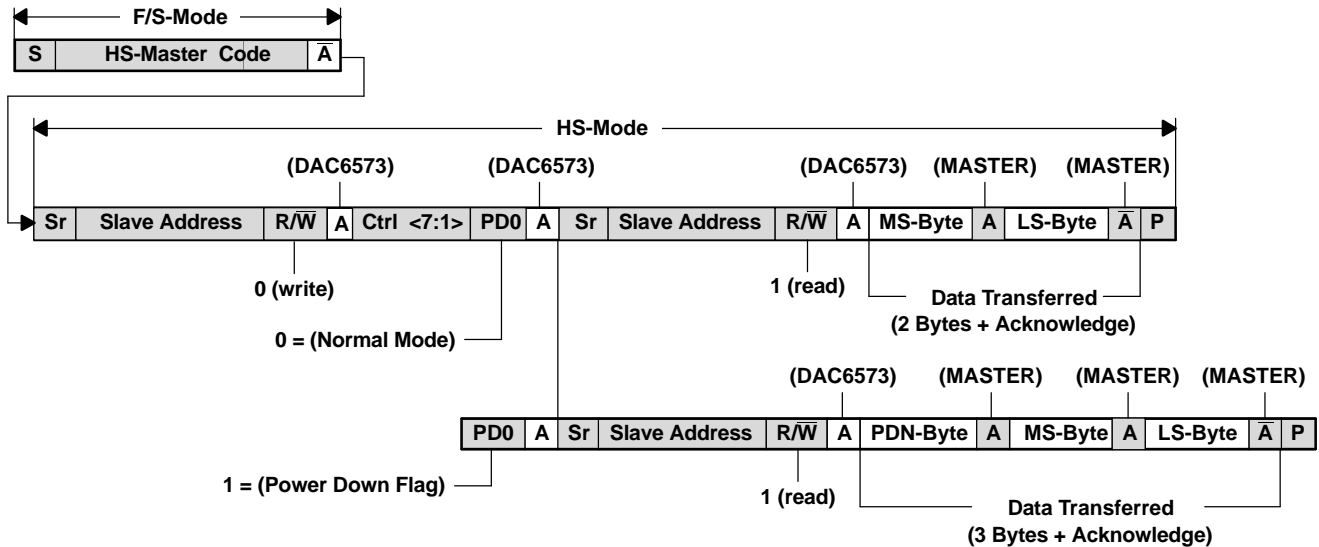 F/S-Mode
S HS-Master Code A̅
HS-Mode
(DAC6573) (DAC6573) (DAC6573) (MASTER) (MASTER)
Sr Slave Address R/W̅ A Ctrl <7:1> PD0 A Sr Slave Address R/W̅ A MS-Byte A LS-Byte A̅ P
0 (write) 1 (read) Data Transferred
(2 Bytes + Acknowledge)
0 = (Normal Mode)
(DAC6573) (MASTER) (MASTER) (MASTER)
PD0 A Sr Slave Address R/W̅ A PDN-Byte A MS-Byte A LS-Byte A̅ P
1 = (Power Down Flag) 1 (read) Data Transferred
(3 Bytes + Acknowledge)